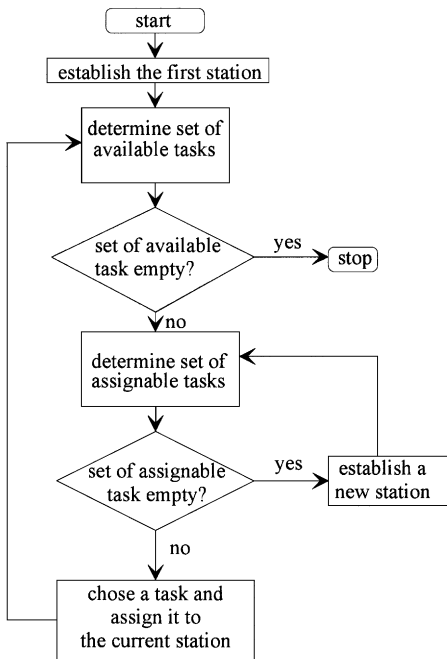 start
establish the first station
determine set of
available tasks
set of available
task empty?
yes
stop
no
determine set of
assignable tasks
set of assignable
task empty?
yes
establish a
new station
no
chose a task and
assign it to
the current station